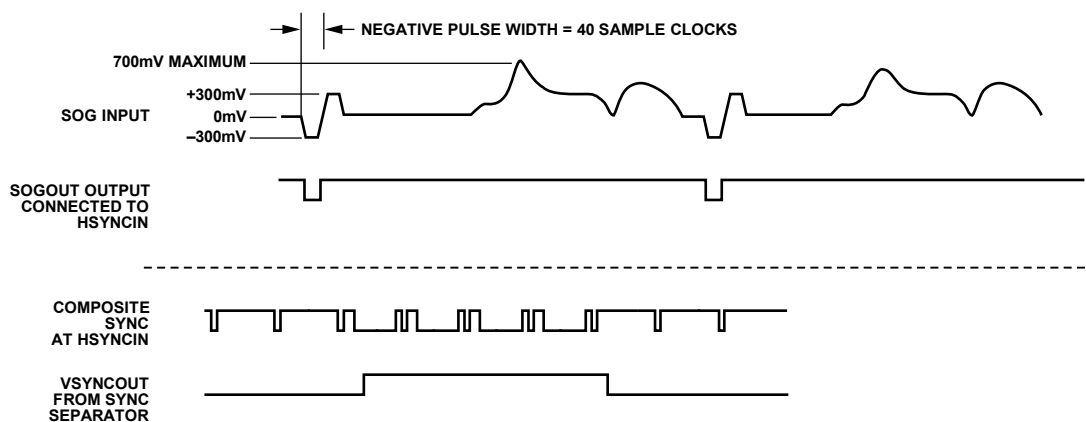 NEGATIVE PULSE WIDTH = 40 SAMPLE CLOCKS
700mV MAXIMUM
+300mV
SOG INPUT
0mV
–300mV
SOGOUT OUTPUT
CONNECTED TO
HSYNCIN
COMPOSITE
SYNC
AT HSYNCIN
VSYNCOUT
FROM SYNC
SEPARATOR